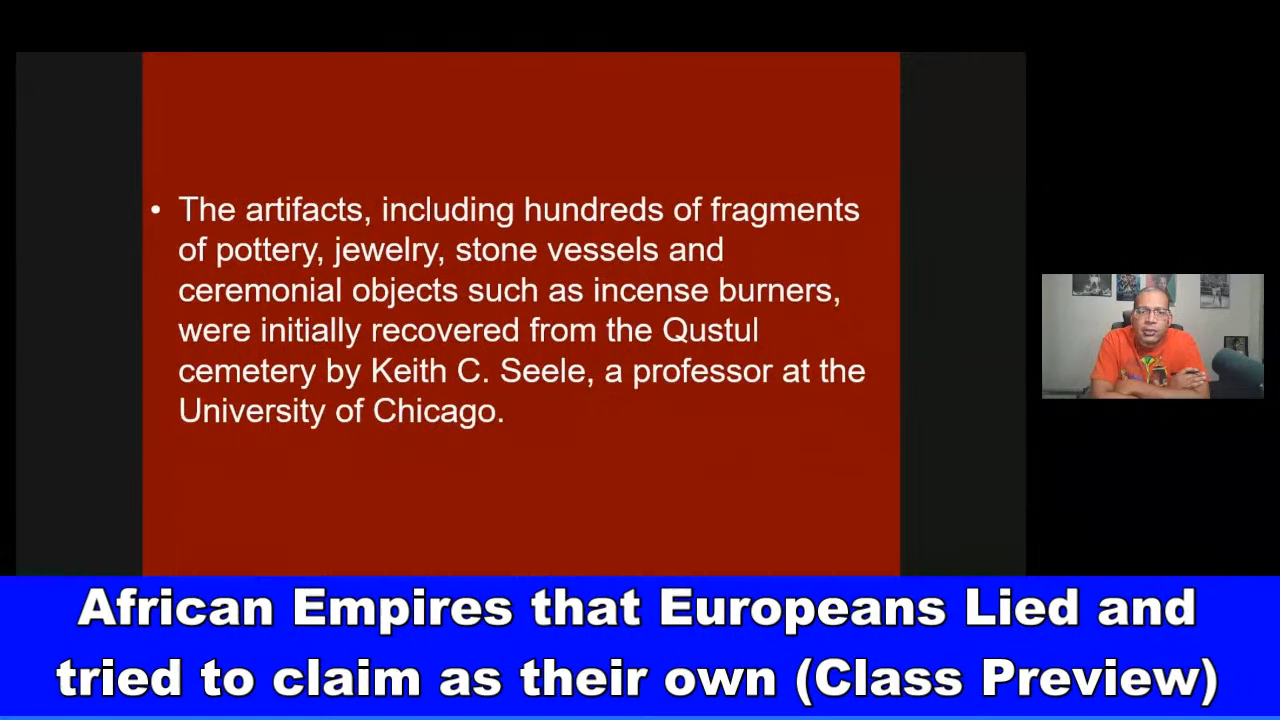 • The artifacts, including hundreds of fragments
of pottery, jewelry, stone vessels and
ceremonial objects such as incense burners,
were initially recovered from the Qustul
cemetery by Keith C. Seele, a professor at the
University of Chicago.
African Empires that Europeans Lied and
tried to claim as their own (Class Preview)